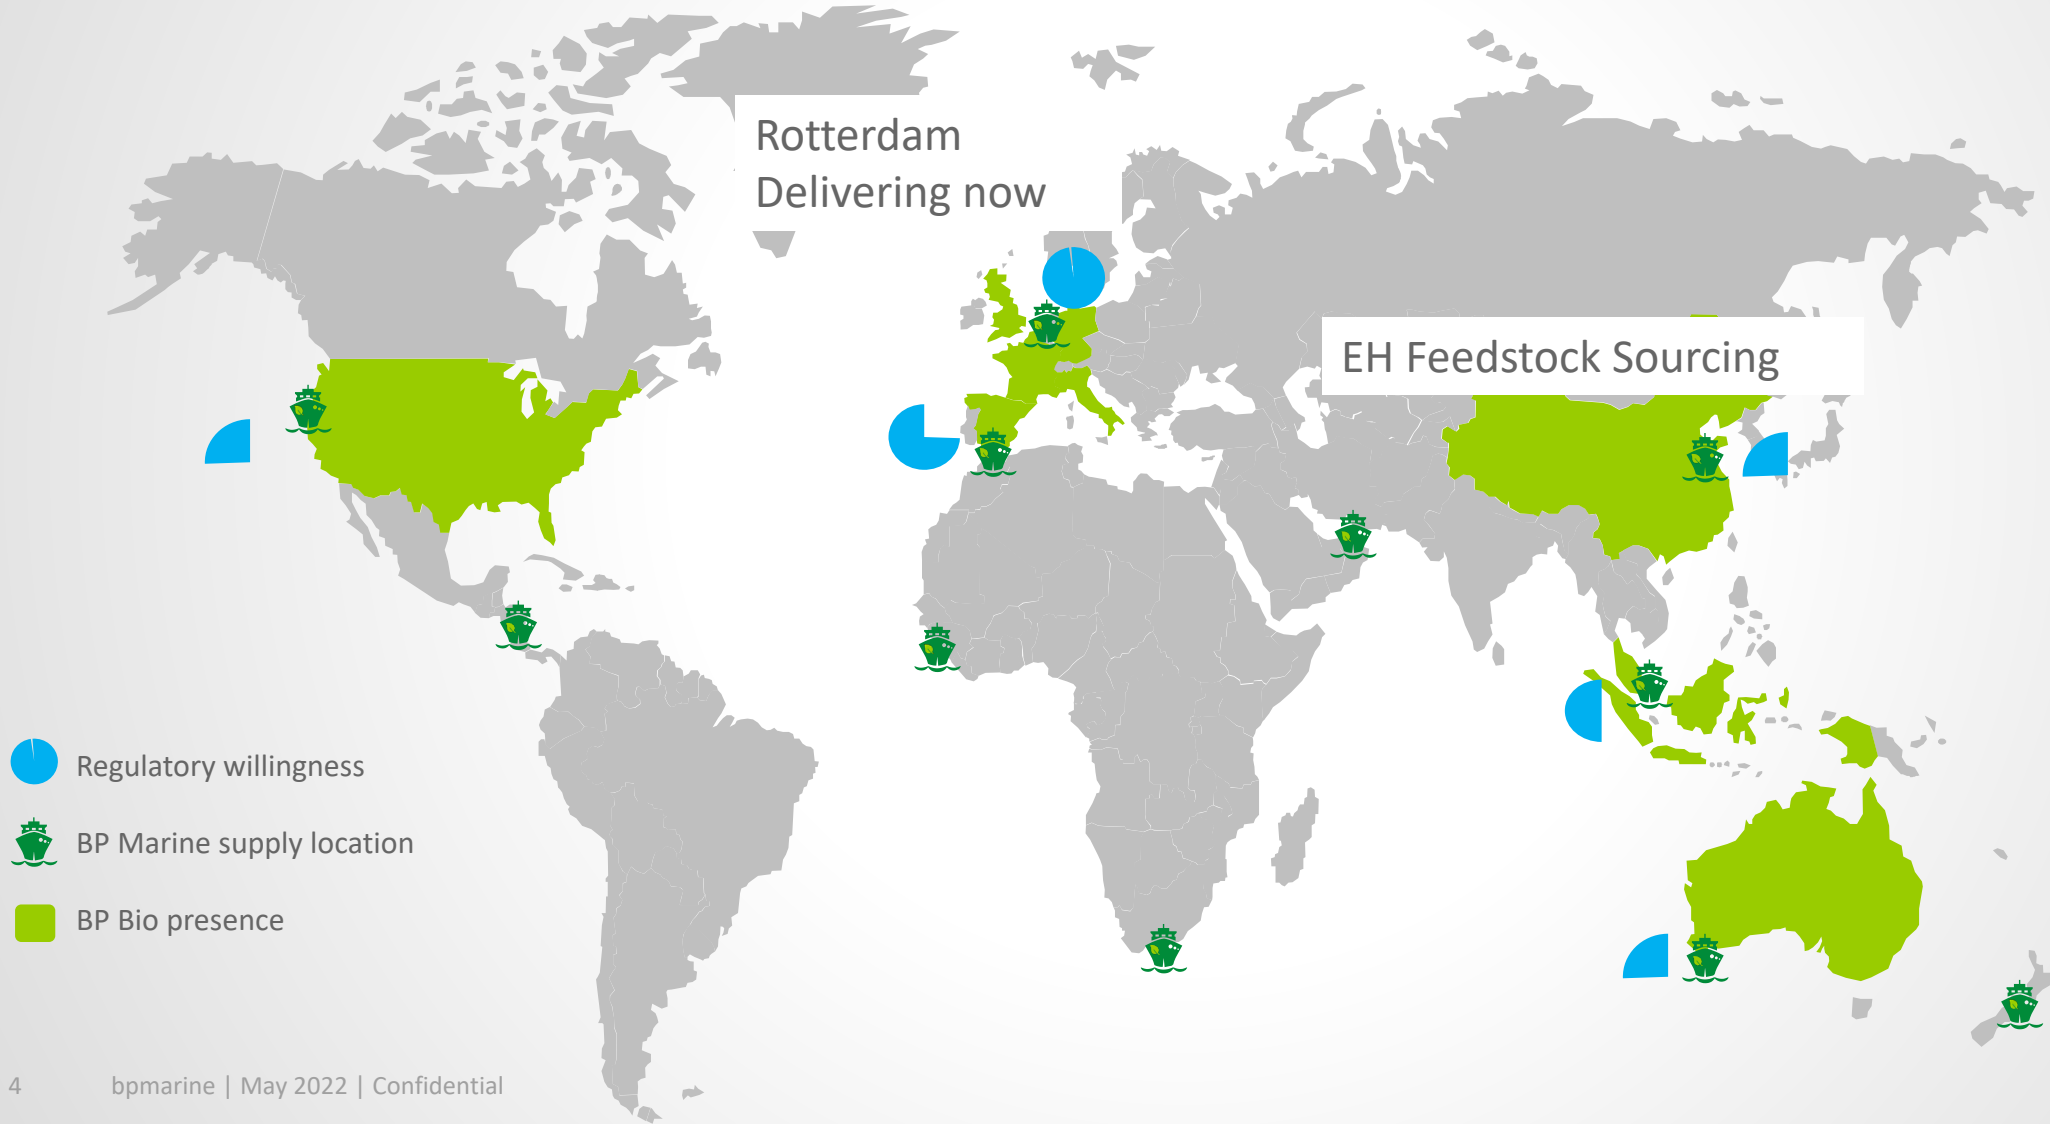 Rotterdam
Delivering now
EH Feedstock Sourcing
Regulatory willingness
BP Marine supply location
BP Bio presence
4 bpmarine | May 2022 | Confidential